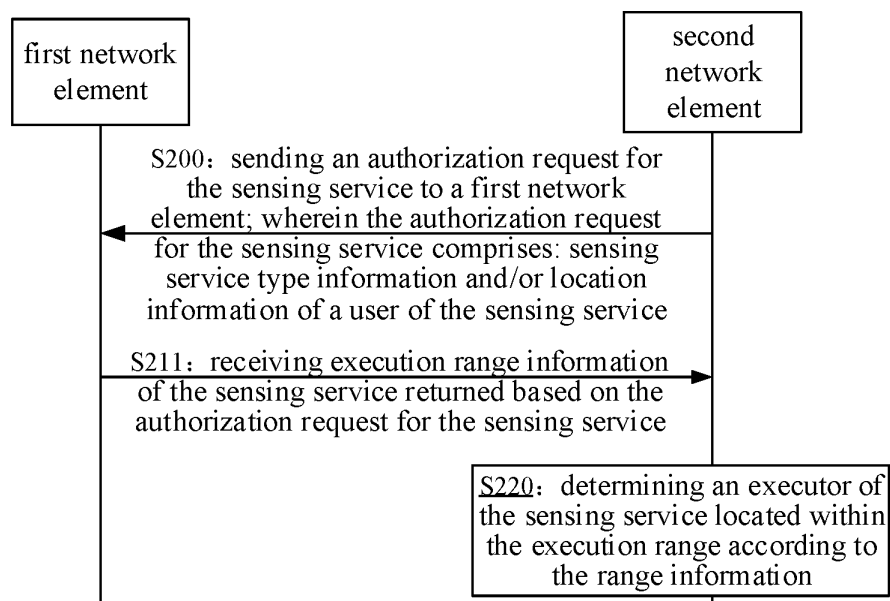 first network
element
second
network
element
S200：sending an authorization request for
the sensing service to a first network
element; wherein the authorization request
for the sensing service comprises: sensing
service type information and/or location
information of a user of the sensing service
S211：receiving execution range information
of the sensing service returned based on the
authorization request for the sensing service
S220：determining an executor of
the sensing service located within
the execution range according to
the range information